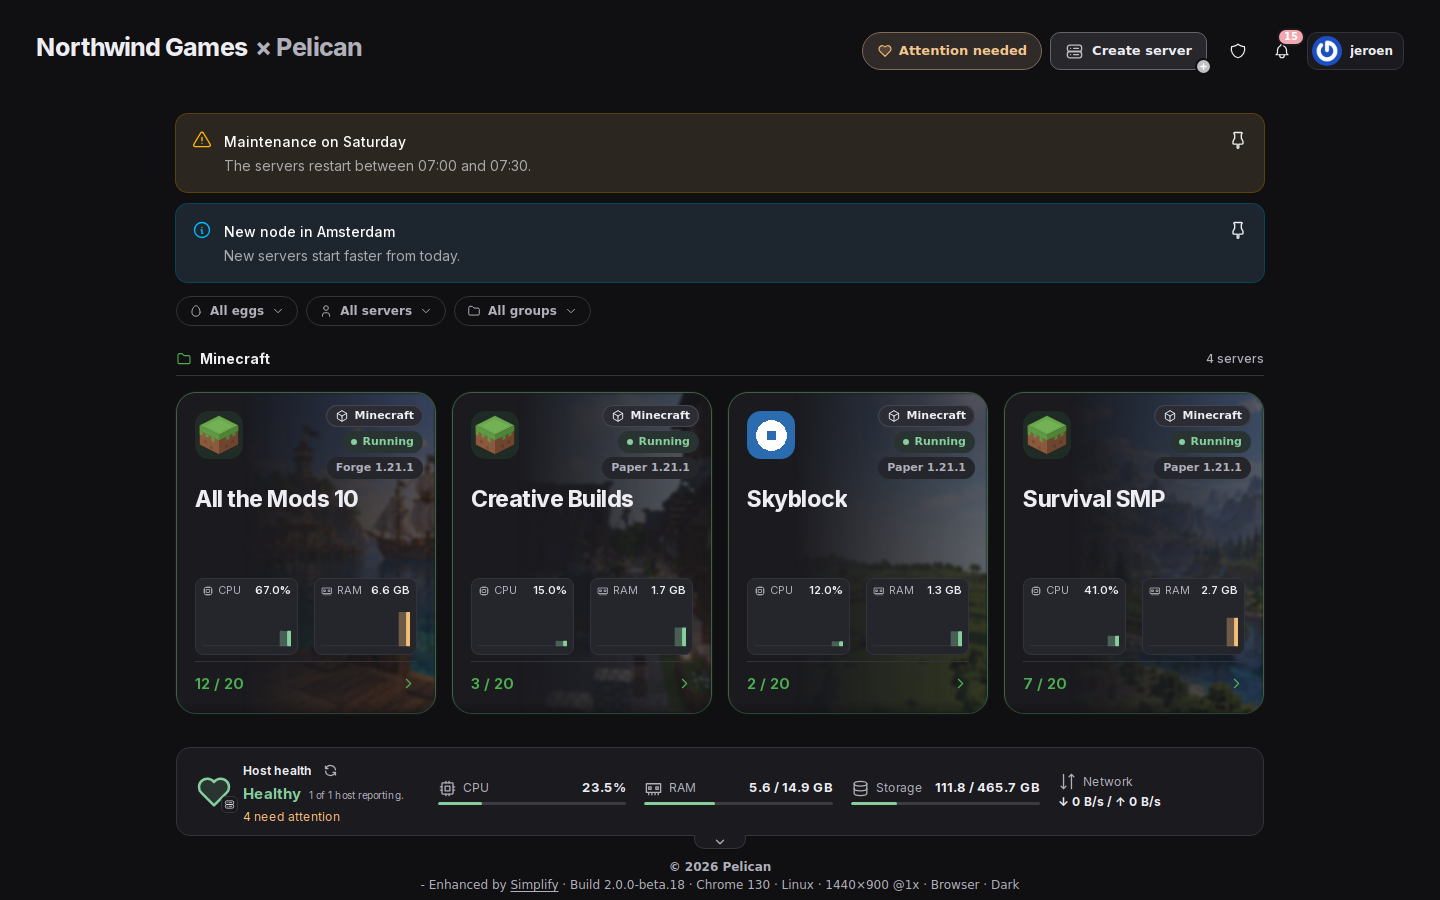 Northwind Games × Pelican
Attention needed
Create server
15
jeroen
Maintenance on Saturday
The servers restart between 07:00 and 07:30.
New node in Amsterdam
New servers start faster from today.
All eggs
All servers
All groups
Minecraft
4 servers
Minecraft
Running
Forge 1.21.1
All the Mods 10
CPU 67.0%
RAM 6.6 GB
12 / 20
Minecraft
Running
Paper 1.21.1
Creative Builds
CPU 15.0%
RAM 1.7 GB
3 / 20
Minecraft
Running
Paper 1.21.1
Skyblock
CPU 12.0%
RAM 1.3 GB
2 / 20
Minecraft
Running
Paper 1.21.1
Survival SMP
CPU 41.0%
RAM 2.7 GB
7 / 20
Host health
Healthy 1 of 1 host reporting.
4 need attention
CPU 23.5%
RAM 5.6 / 14.9 GB
Storage 111.8 / 465.7 GB
Network
↓ 0 B/s / ↑ 0 B/s
© 2026 Pelican
- Enhanced by Simplify · Build 2.0.0-beta.18 · Chrome 130 · Linux · 1440×900 @1x · Browser · Dark